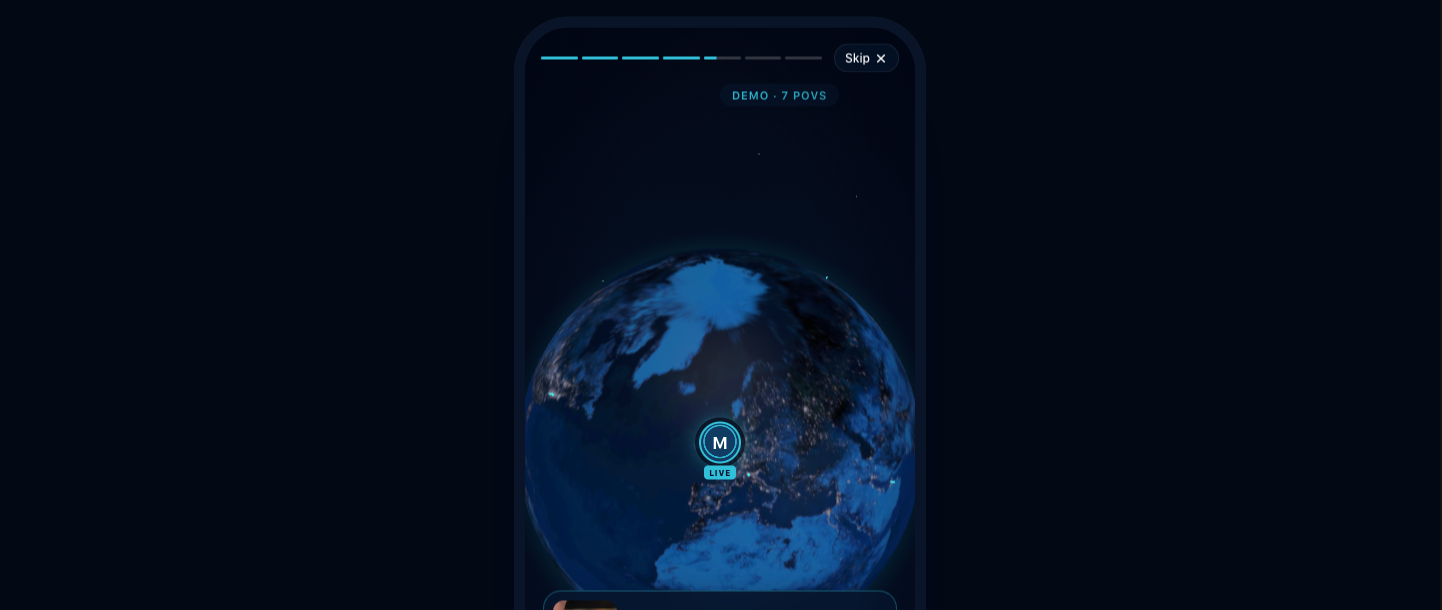 Skip ✕
DEMO · 7 POVS
M
LIVE